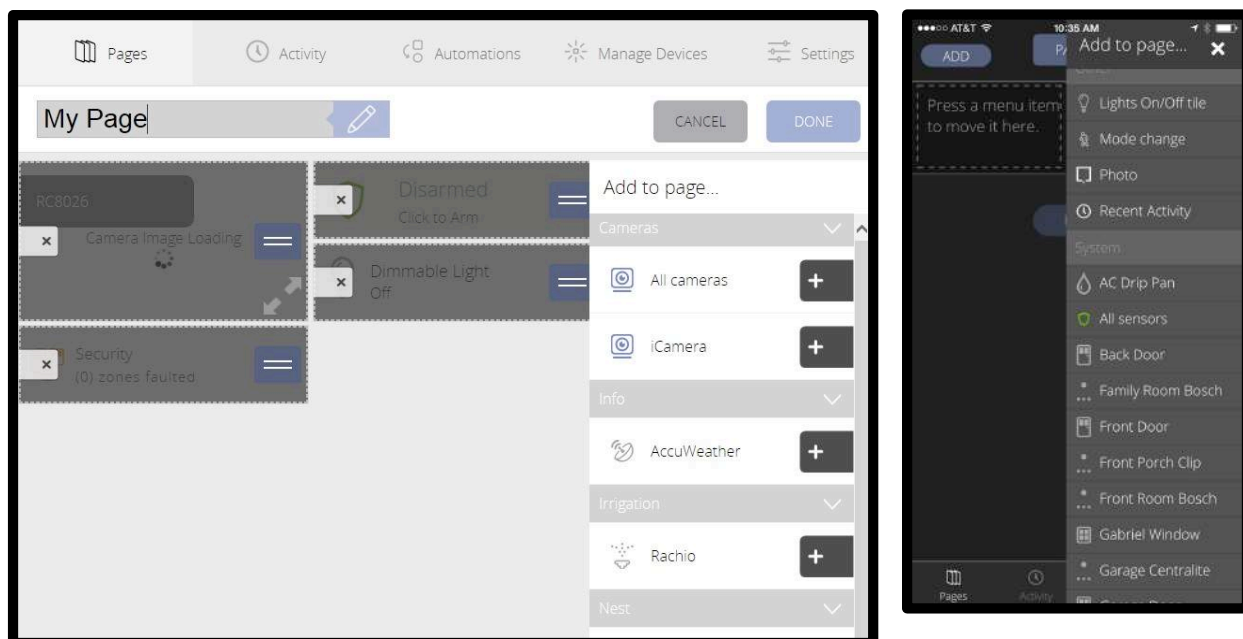 Pages
Activity
Automations
Manage Devices
Settings
My Page
CANCEL
DONE
RC8026
Camera Image Loading
Disarmed
Click to Arm
Dimmable Light
Off
Security
(0) zones faulted
Add to page...
Cameras
All cameras
iCamera
Info
AccuWeather
Irrigation
Rachio
Nest
AT&T
10:35 AM
ADD
Add to page...
Press a menu item
to move it here.
Lights On/Off tile
Mode change
Photo
Recent Activity
System
AC Drip Pan
All sensors
Back Door
Family Room Bosch
Front Door
Front Porch Clip
Front Room Bosch
Gabriel Window
Garage Centralite
Pages
Activity